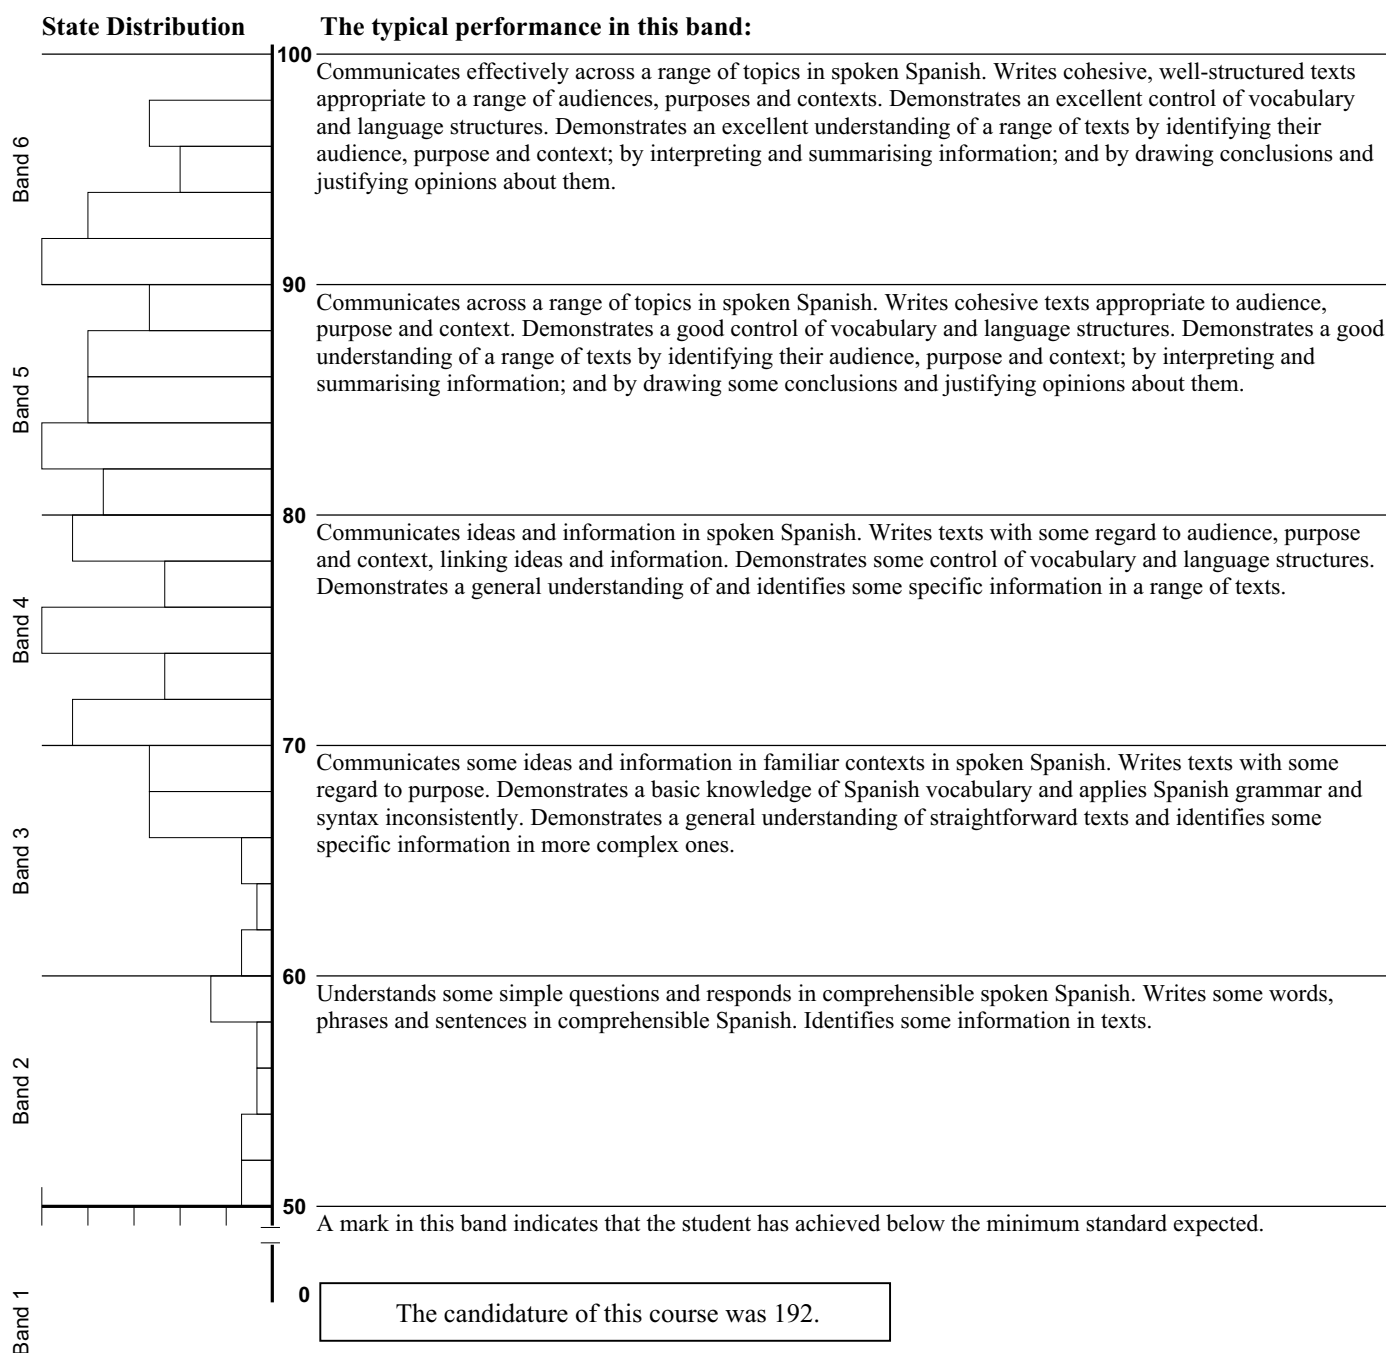 State Distribution
The typical performance in this band:
100
Communicates effectively across a range of topics in spoken Spanish. Writes cohesive, well-structured texts
appropriate to a range of audiences, purposes and contexts. Demonstrates an excellent control of vocabulary
and language structures. Demonstrates an excellent understanding of a range of texts by identifying their
audience, purpose and context; by interpreting and summarising information; and by drawing conclusions and
justifying opinions about them.
Band 6
90
Communicates across a range of topics in spoken Spanish. Writes cohesive texts appropriate to audience,
purpose and context. Demonstrates a good control of vocabulary and language structures. Demonstrates a good
understanding of a range of texts by identifying their audience, purpose and context; by interpreting and
summarising information; and by drawing some conclusions and justifying opinions about them.
Band 5
80
Communicates ideas and information in spoken Spanish. Writes texts with some regard to audience, purpose
and context, linking ideas and information. Demonstrates some control of vocabulary and language structures.
Demonstrates a general understanding of and identifies some specific information in a range of texts.
Band 4
70
Communicates some ideas and information in familiar contexts in spoken Spanish. Writes texts with some
regard to purpose. Demonstrates a basic knowledge of Spanish vocabulary and applies Spanish grammar and
syntax inconsistently. Demonstrates a general understanding of straightforward texts and identifies some
specific information in more complex ones.
Band 3
60
Understands some simple questions and responds in comprehensible spoken Spanish. Writes some words,
phrases and sentences in comprehensible Spanish. Identifies some information in texts.
Band 2
50
A mark in this band indicates that the student has achieved below the minimum standard expected.
0
Band 1
The candidature of this course was 192.